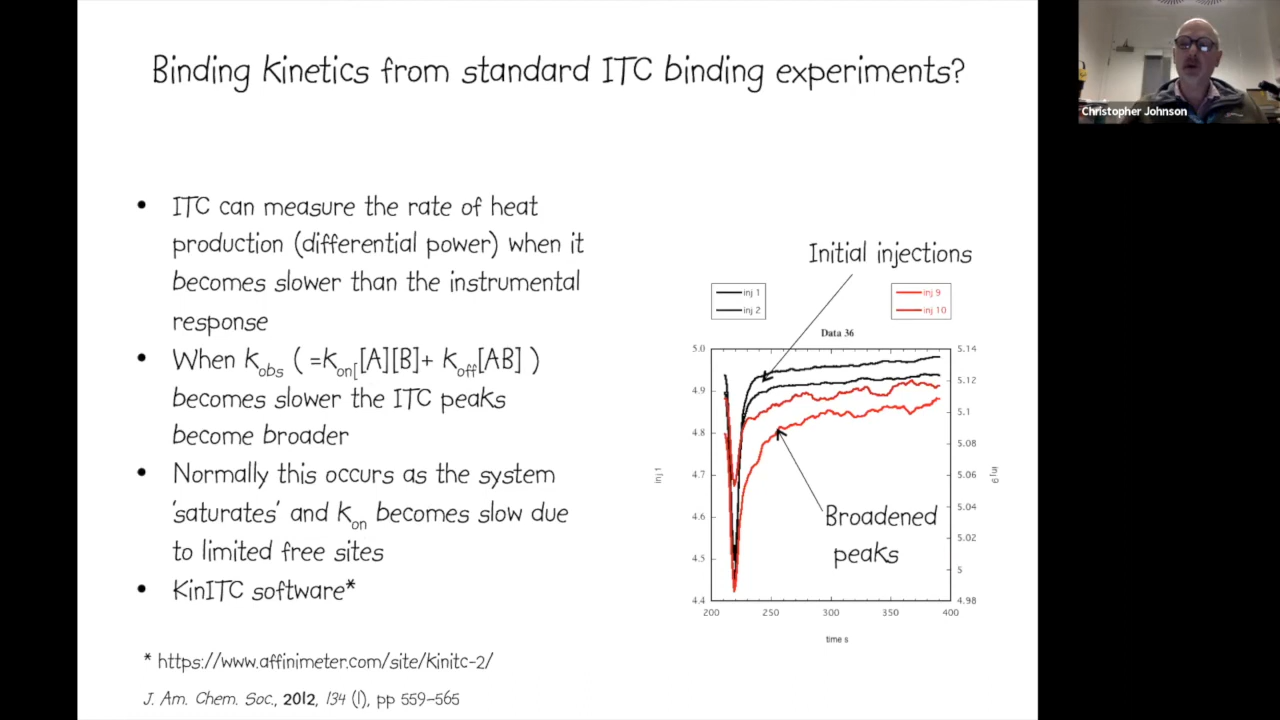 Binding kinetics from standard ITC binding experiments?
Christopher Johnson
• ITC can measure the rate of heat
production (differential power) when it
becomes slower than the instrumental
response
• When kobs ( =kon[[A][B]+ koff[AB] )
becomes slower the ITC peaks
become broader
• Normally this occurs as the system
'saturates' and kon becomes slow due
to limited free sites
• KinITC software*
* https://www.affinimeter.com/site/kinitc-2/
J. Am. Chem. Soc., 2012, 134 (1), pp 559–565
Initial injections
inj 1
inj 2
inj 9
inj 10
Data 36
5.0
4.9
4.8
4.7
4.6
4.5
4.4
inj 1
5.14
5.12
5.1
5.08
5.06
5.04
5.02
5
4.98
inj 9
Broadened
peaks
200 250 300 350 400
time s